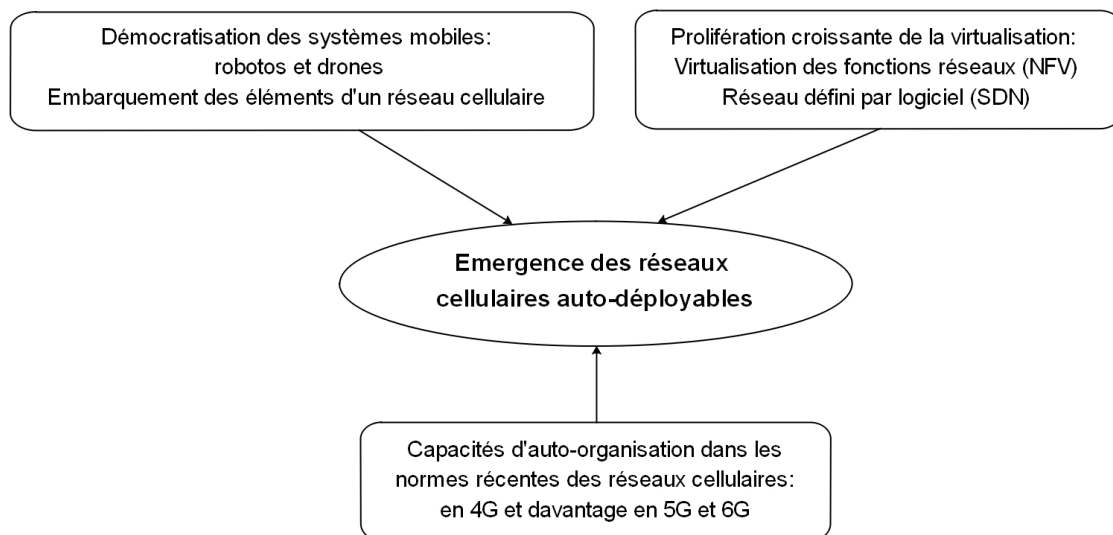 Démocratisation des systèmes mobiles:
robotos et drones
Embarquement des éléments d'un réseau cellulaire
Prolifération croissante de la virtualisation:
Virtualisation des fonctions réseaux (NFV)
Réseau défini par logiciel (SDN)
Emergence des réseaux
cellulaires auto-déployables
Capacités d'auto-organisation dans les
normes récentes des réseaux cellulaires:
en 4G et davantage en 5G et 6G